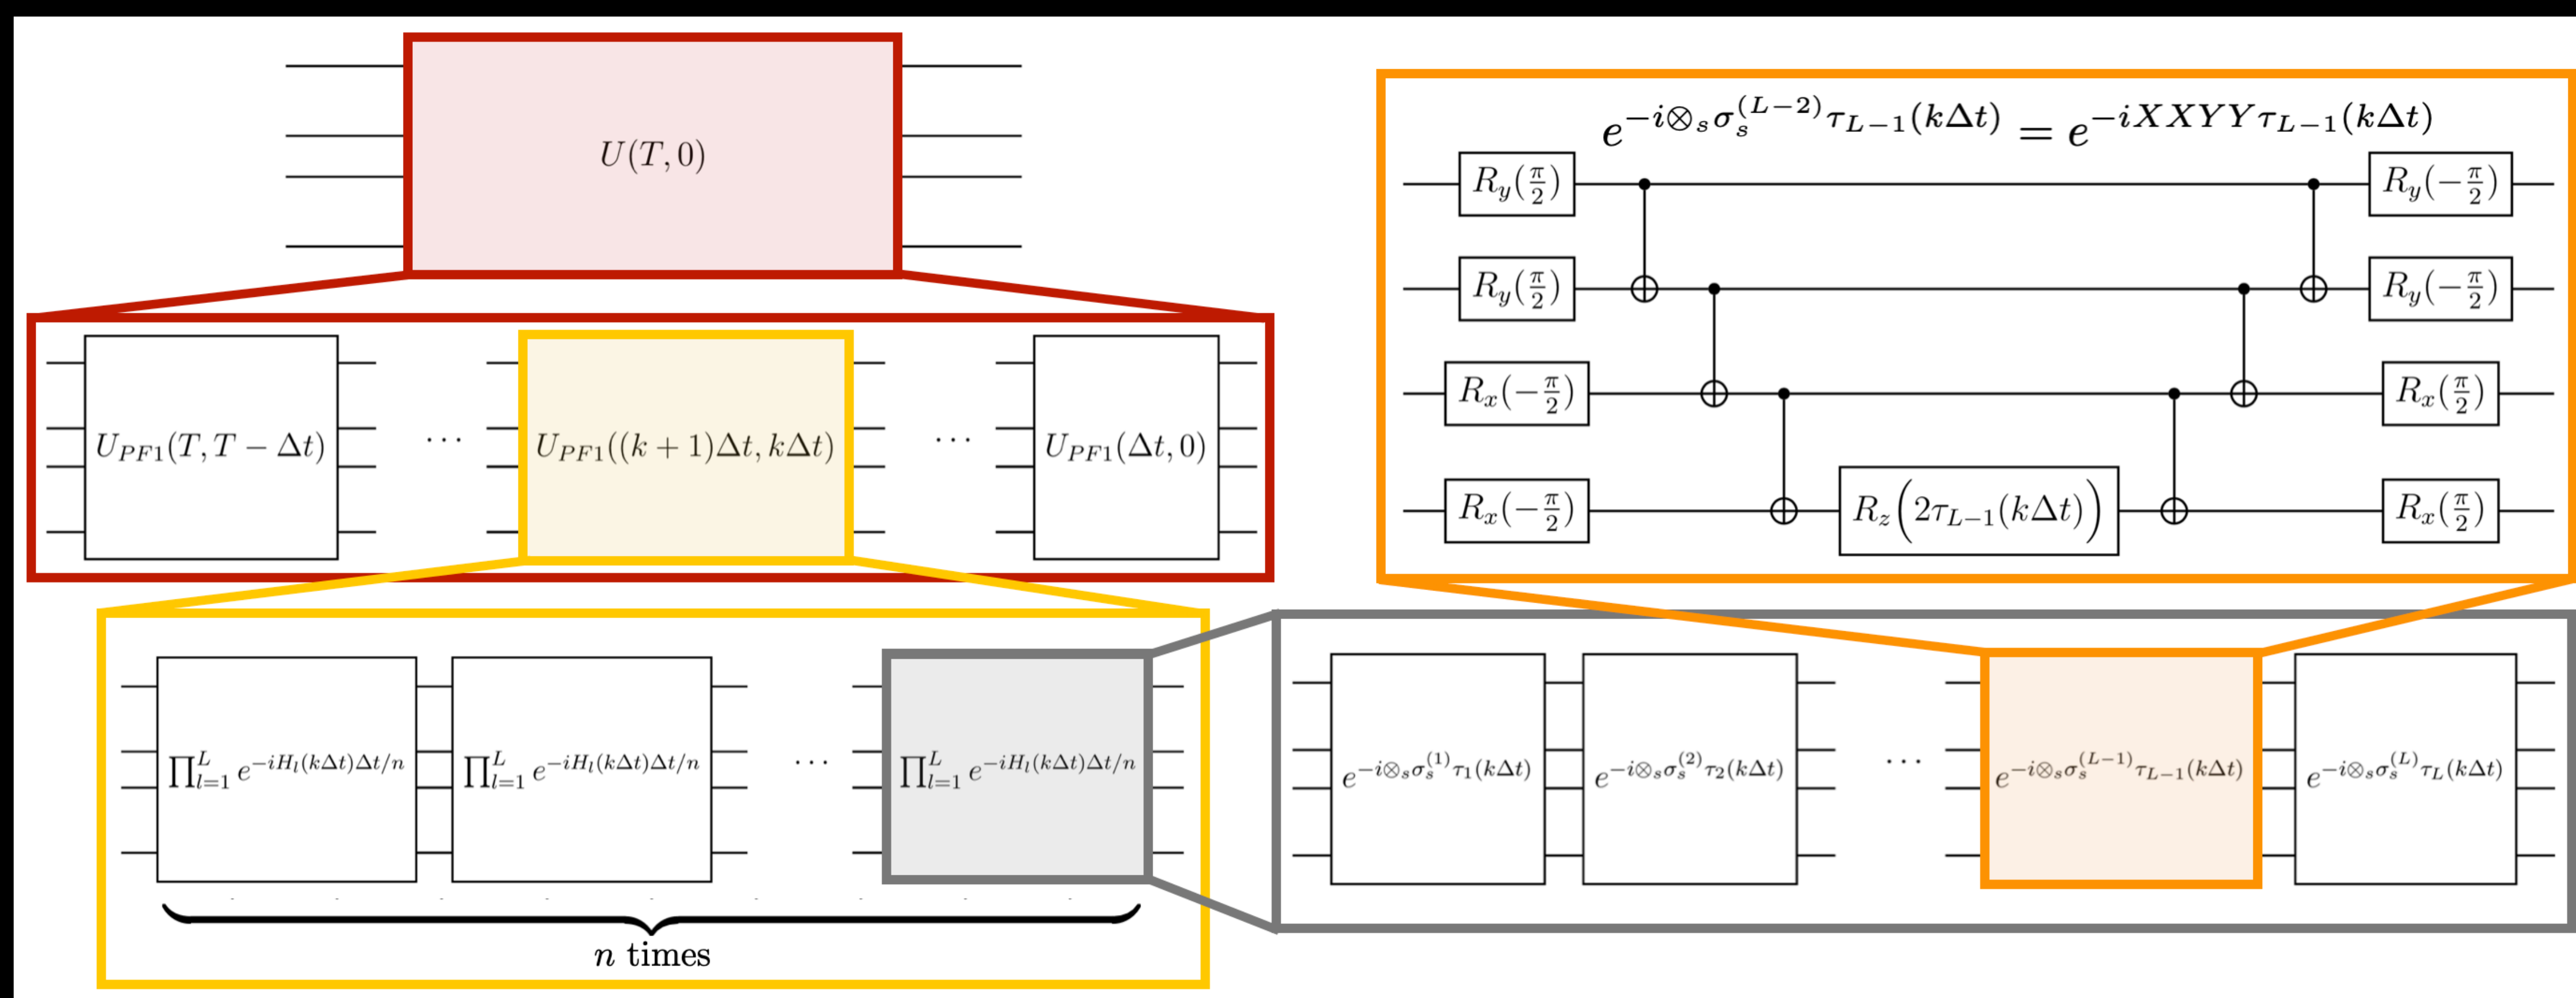 U(T, 0)
U_{PF1}(T, T − Δt)
···
U_{PF1}((k + 1)Δt, kΔt)
···
U_{PF1}(Δt, 0)
∏_{l=1}^{L} e^{−iH_l(kΔt)Δt/n}
∏_{l=1}^{L} e^{−iH_l(kΔt)Δt/n}
···
∏_{l=1}^{L} e^{−iH_l(kΔt)Δt/n}
n times
e^{−i⊗_s σ_s^{(L−2)} τ_{L−1}(kΔt)} = e^{−iXXYYτ_{L−1}(kΔt)}
R_y(π/2) R_y(−π/2)
R_y(π/2) R_y(−π/2)
R_x(−π/2) R_x(π/2)
R_x(−π/2) R_z(2τ_{L−1}(kΔt)) R_x(π/2)
e^{−i⊗_s σ_s^{(1)} τ_1(kΔt)}
e^{−i⊗_s σ_s^{(2)} τ_2(kΔt)}
···
e^{−i⊗_s σ_s^{(L−1)} τ_{L−1}(kΔt)}
e^{−i⊗_s σ_s^{(L)} τ_L(kΔt)}